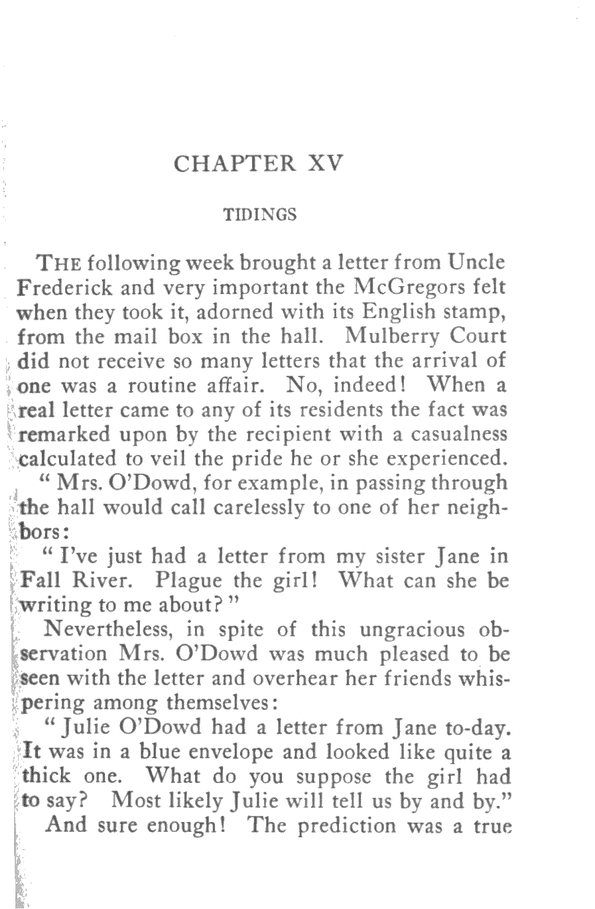 CHAPTER XV
TIDINGS
THE following week brought a letter from Uncle
Frederick and very important the McGregors felt
when they took it, adorned with its English stamp,
from the mail box in the hall. Mulberry Court
did not receive so many letters that the arrival of
one was a routine affair. No, indeed! When a
real letter came to any of its residents the fact was
remarked upon by the recipient with a casualness
calculated to veil the pride he or she experienced.
“ Mrs. O’Dowd, for example, in passing through
the hall would call carelessly to one of her neigh-
bors:
“ I’ve just had a letter from my sister Jane in
Fall River. Plague the girl! What can she be
writing to me about? ”
Nevertheless, in spite of this ungracious ob-
servation Mrs. O’Dowd was much pleased to be
seen with the letter and overhear her friends whis-
pering among themselves:
“ Julie O’Dowd had a letter from Jane to-day.
It was in a blue envelope and looked like quite a
thick one. What do you suppose the girl had
to say? Most likely Julie will tell us by and by.”
And sure enough! The prediction was a true